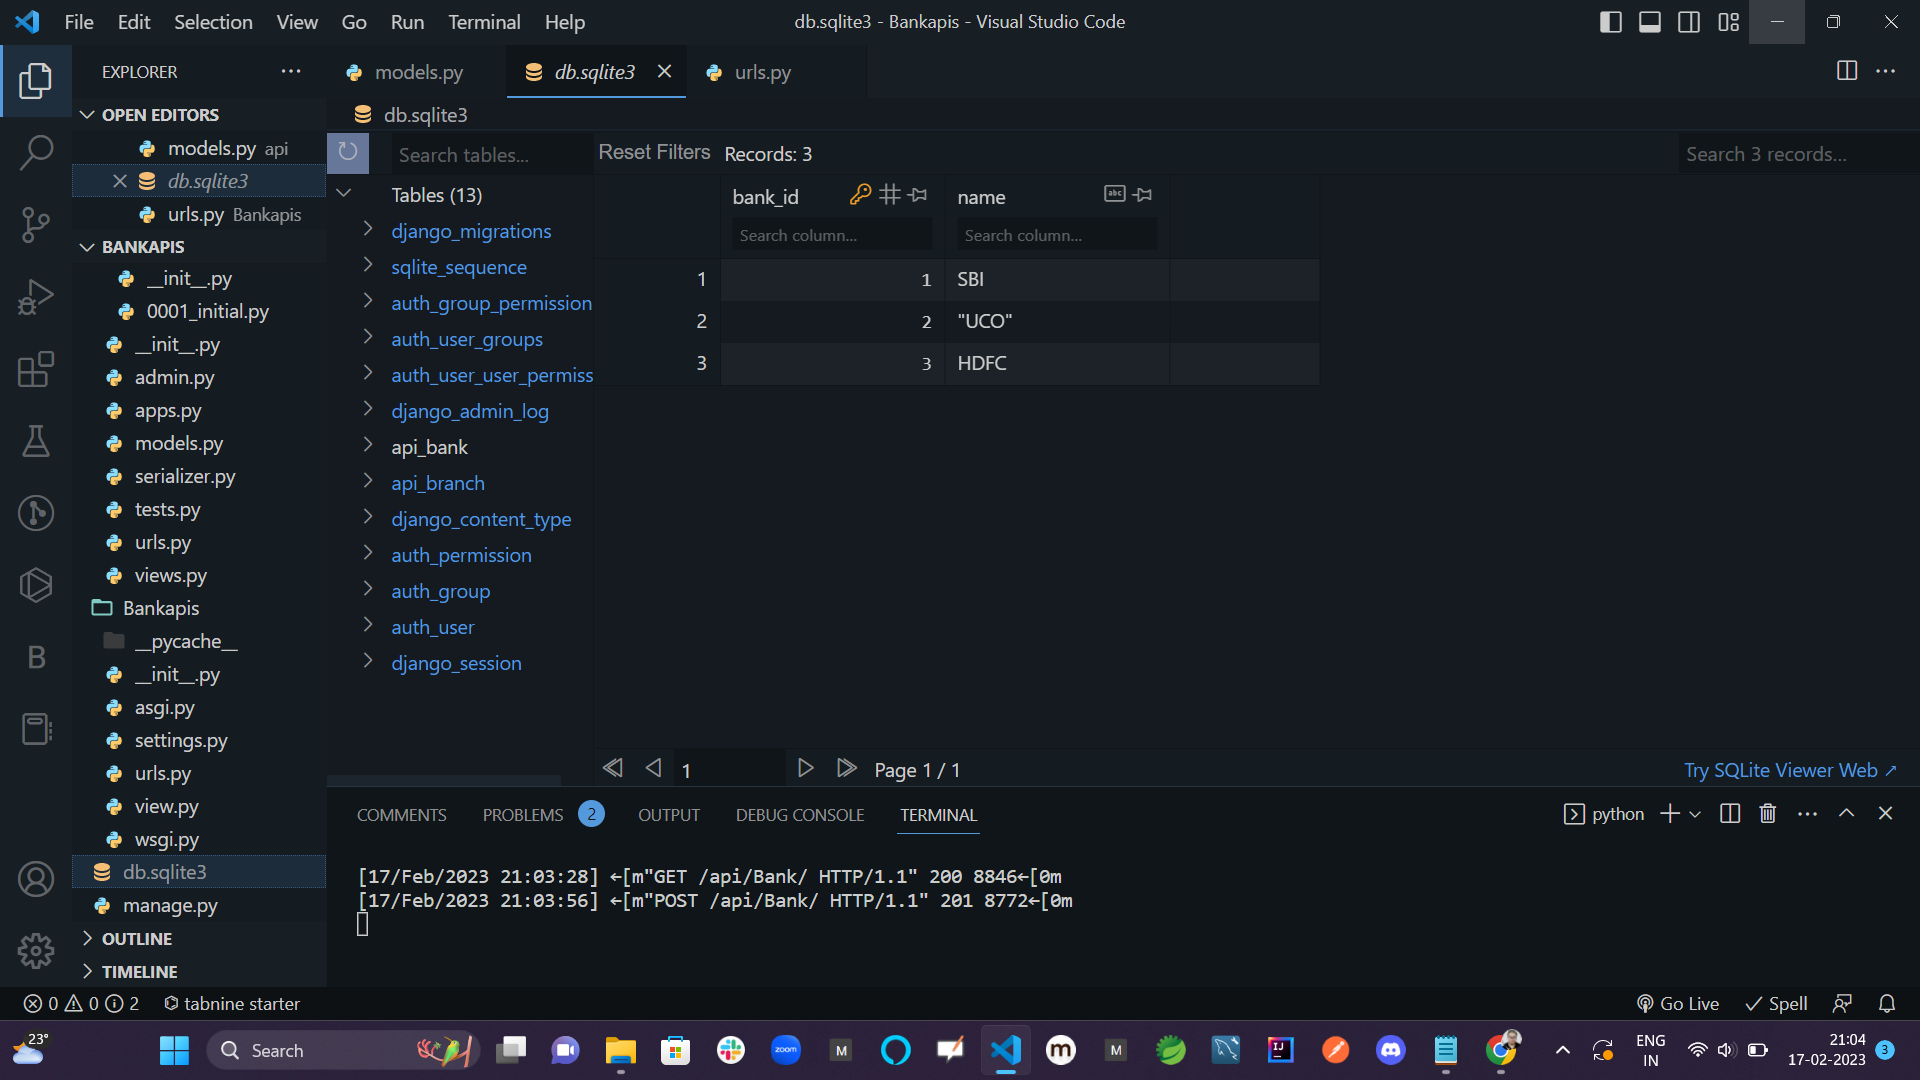 File Edit Selection View Go Run Terminal Help
db.sqlite3 - Bankapis - Visual Studio Code
EXPLORER
models.py
db.sqlite3
urls.py
OPEN EDITORS
models.py api
db.sqlite3
urls.py Bankapis
BANKAPIS
__init__.py
0001_initial.py
__init__.py
admin.py
apps.py
models.py
serializer.py
tests.py
urls.py
views.py
Bankapis
__pycache__
__init__.py
asgi.py
settings.py
urls.py
view.py
wsgi.py
db.sqlite3
manage.py
OUTLINE
TIMELINE
db.sqlite3
Search tables...
Reset Filters Records: 3
Search 3 records...
Tables (13)
django_migrations
sqlite_sequence
auth_group_permission
auth_user_groups
auth_user_user_permiss
django_admin_log
api_bank
api_branch
django_content_type
auth_permission
auth_group
auth_user
django_session
bank_id name
abc
Search column... Search column...
1 1 SBI
2 2 "UCO"
3 3 HDFC
1 Page 1 / 1
Try SQLite Viewer Web ↗
COMMENTS PROBLEMS 2 OUTPUT DEBUG CONSOLE TERMINAL
python
[17/Feb/2023 21:03:28] ←[m"GET /api/Bank/ HTTP/1.1" 200 8846←[0m
[17/Feb/2023 21:03:56] ←[m"POST /api/Bank/ HTTP/1.1" 201 8772←[0m
B
0 0 2 tabnine starter
Go Live Spell
23°
Search
zoom
M
m
M
IJ
ENG
IN
21:04
17-02-2023
3